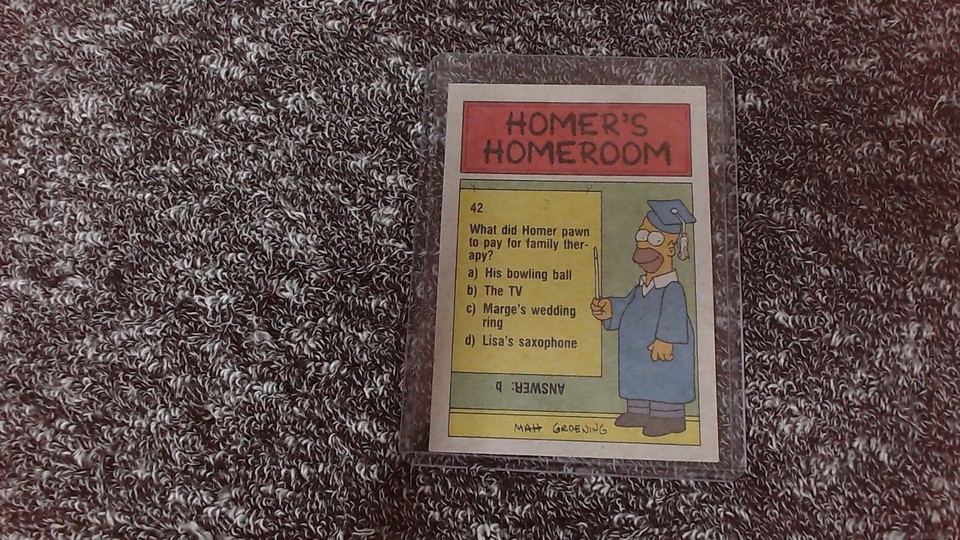 HOMER'S
HOMEROOM
42
What did Homer pawn
to pay for family ther-
apy?
a) His bowling ball
b) The TV
c) Marge's wedding
ring
d) Lisa's saxophone
ANSWER: b
MATT GROENING